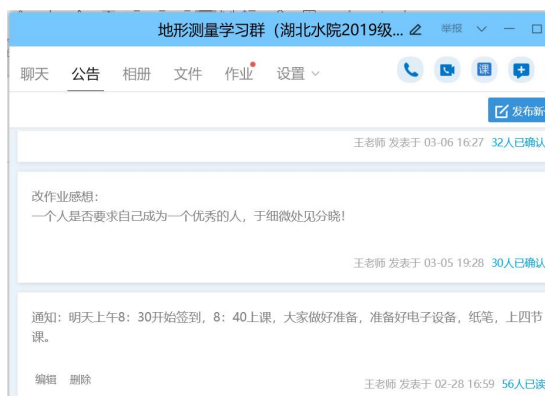 地形测量学习群（湖北水院2019级... 举报
聊天 公告 相册 文件 作业 设置
发布新
王老师 发表于 03-06 16:27 32人已确认
改作业感想：
一个人是否要求自己成为一个优秀的人，于细微处见分晓！
王老师 发表于 03-05 19:28 30人已确认
通知：明天上午8：30开始签到，8：40上课，大家做好准备，准备好电子设备，纸笔，上四节
课。
编辑 删除
王老师 发表于 02-28 16:59 56人已读